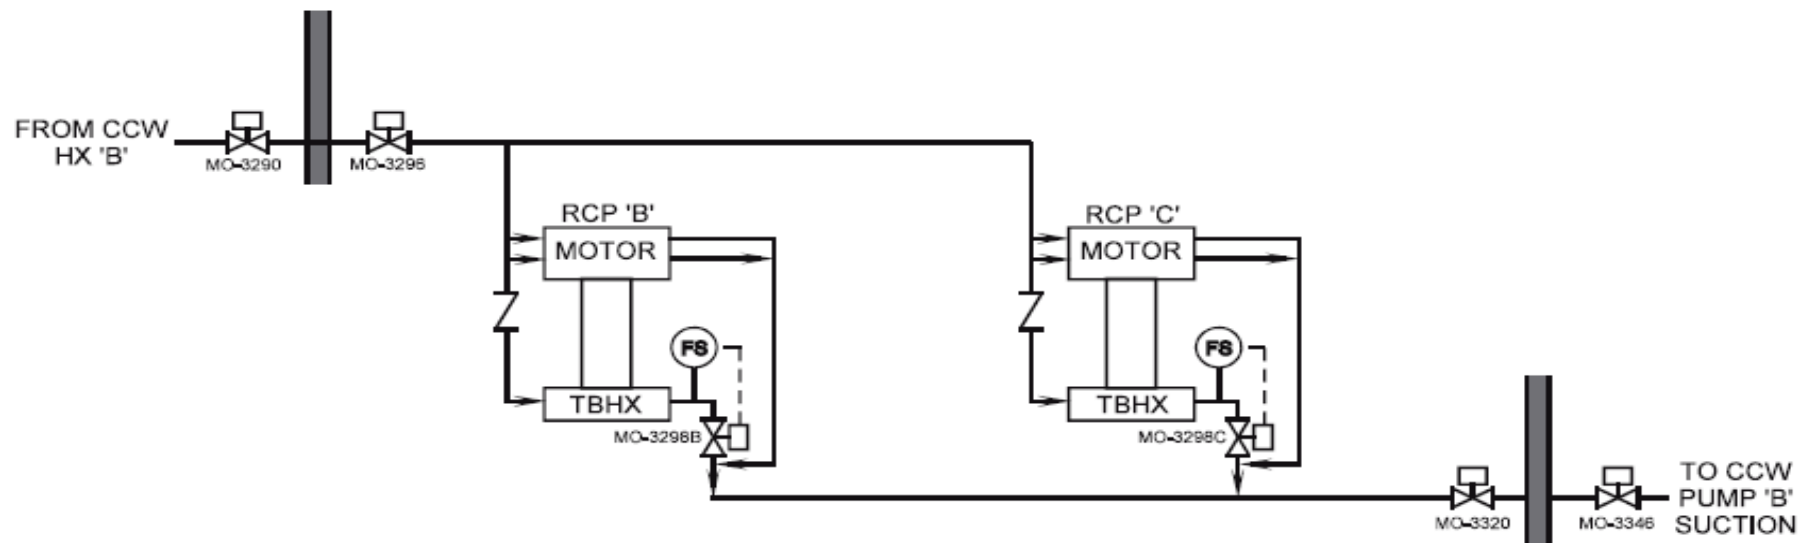 FROM CCW
HX 'B'
MO-3290
MO-3296
RCP 'B'
MOTOR
FS
TBHX
MO-3298B
RCP 'C'
MOTOR
FS
TBHX
MO-3298C
MO-3320
MO-3346
TO CCW
PUMP 'B'
SUCTION